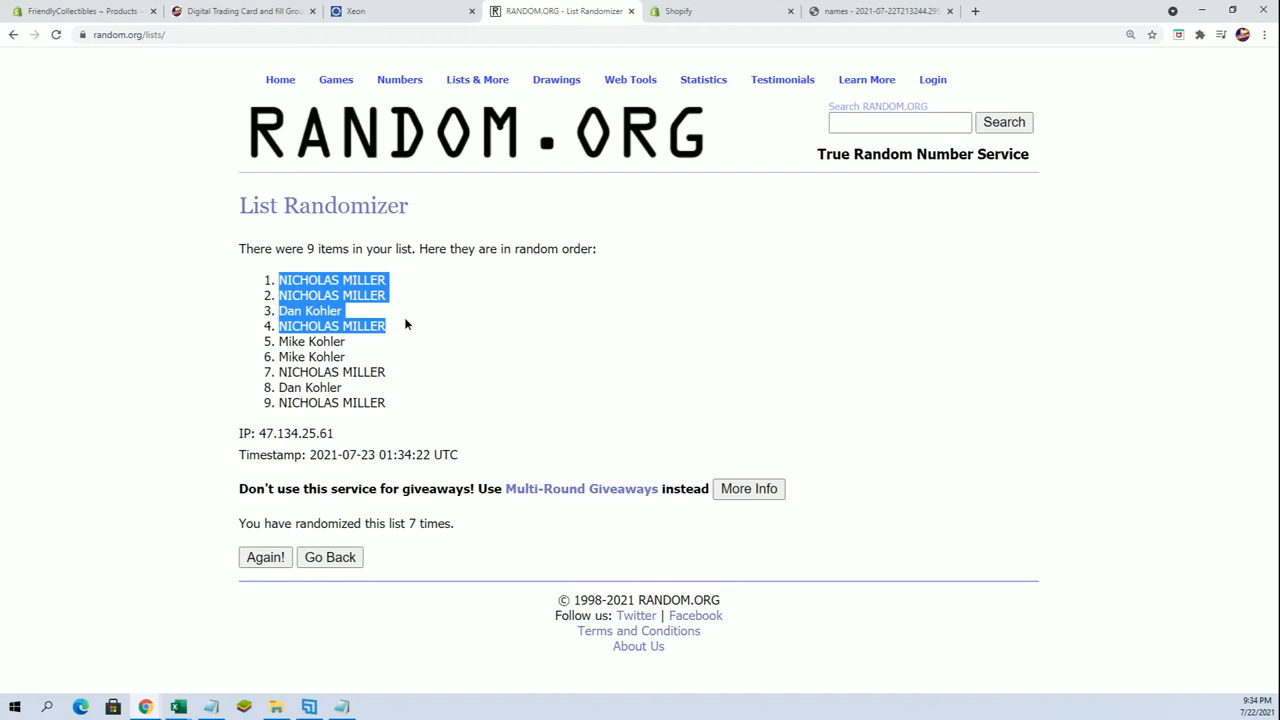 FriendlyCollectibles ~ Products ~
Digital Trading Card and fill Grou
Xeon
RANDOM.ORG - List Randomizer
Shopify
names - 2021-07-22T213244.29
random.org/lists/
Home Games Numbers Lists & More Drawings Web Tools Statistics Testimonials Learn More Login
RANDOM.ORG
Search RANDOM.ORG
Search
True Random Number Service
List Randomizer
There were 9 items in your list. Here they are in random order:
1. NICHOLAS MILLER
2. NICHOLAS MILLER
3. Dan Kohler
4. NICHOLAS MILLER
5. Mike Kohler
6. Mike Kohler
7. NICHOLAS MILLER
8. Dan Kohler
9. NICHOLAS MILLER
IP: 47.134.25.61
Timestamp: 2021-07-23 01:34:22 UTC
Don't use this service for giveaways! Use Multi-Round Giveaways instead More Info
You have randomized this list 7 times.
Again! Go Back
© 1998-2021 RANDOM.ORG
Follow us: Twitter | Facebook
Terms and Conditions
About Us
9:34 PM
7/22/2021